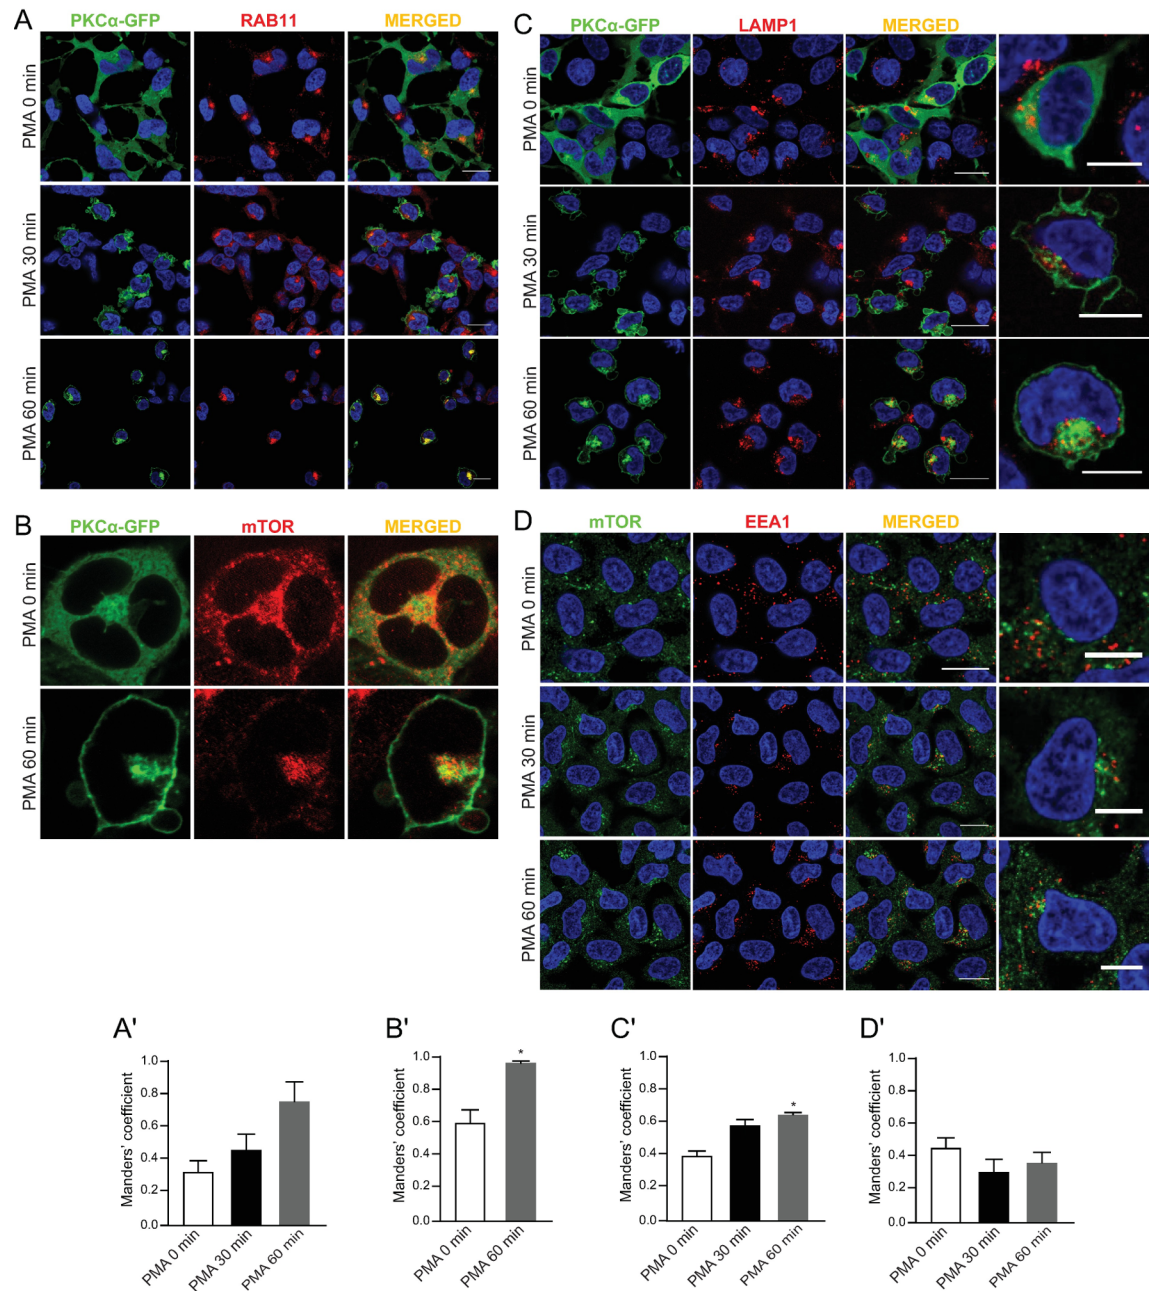 A
PKCα-GFP RAB11 MERGED
PMA 0 min
PMA 30 min
PMA 60 min
B
PKCα-GFP mTOR MERGED
PMA 0 min
PMA 60 min
C
PKCα-GFP LAMP1 MERGED
PMA 0 min
PMA 30 min
PMA 60 min
D
mTOR EEA1 MERGED
PMA 0 min
PMA 30 min
PMA 60 min
A'
Manders' coefficient
1.0
0.8
0.6
0.4
0.2
0.0
PMA 0 min
PMA 30 min
PMA 60 min
B'
Manders' coefficient
1.0
0.8
0.6
0.4
0.2
0.0
*
PMA 0 min
PMA 60 min
C'
Manders' coefficient
1.0
0.8
0.6
0.4
0.2
0.0
*
PMA 0 min
PMA 30 min
PMA 60 min
D'
Manders' coefficient
1.0
0.8
0.6
0.4
0.2
0.0
PMA 0 min
PMA 30 min
PMA 60 min